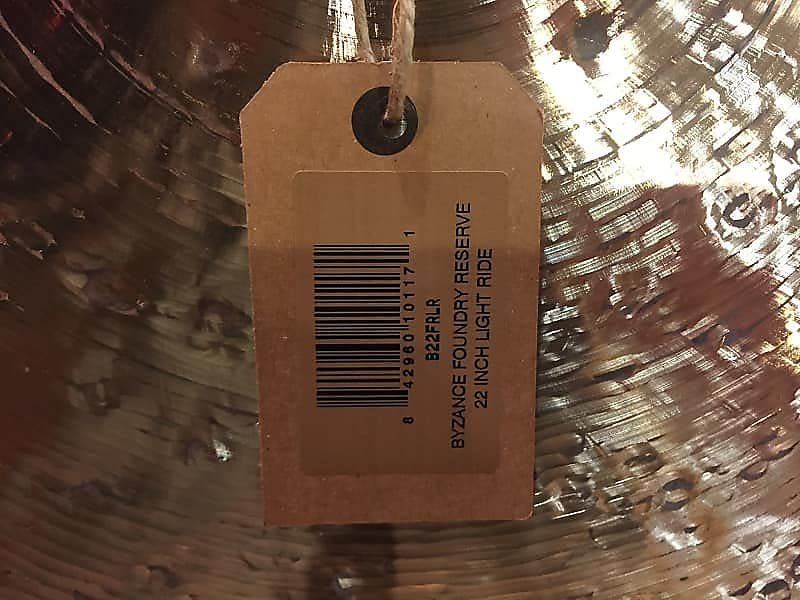 8 42960 10117 1
B22FRLR
BYZANCE FOUNDRY RESERVE
22 INCH LIGHT RIDE